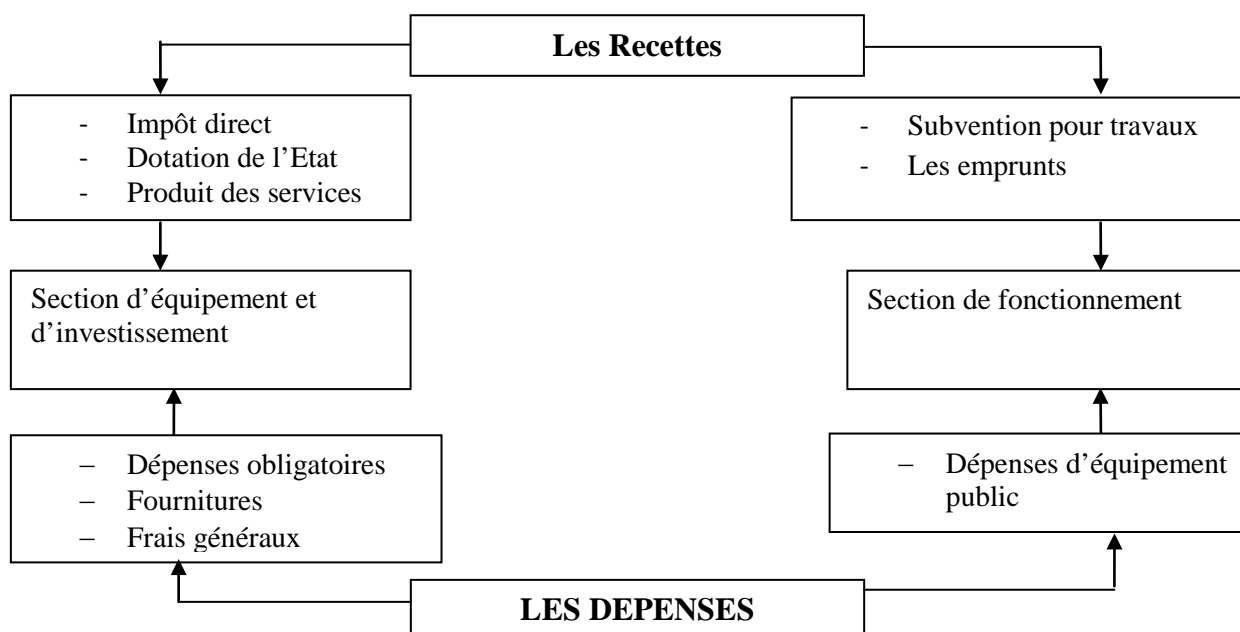 Les Recettes
- Impôt direct
- Dotation de l’Etat
- Produit des services
- Subvention pour travaux
- Les emprunts
Section d’équipement et
d’investissement
Section de fonctionnement
– Dépenses obligatoires
– Fournitures
– Frais généraux
– Dépenses d’équipement
public
LES DEPENSES